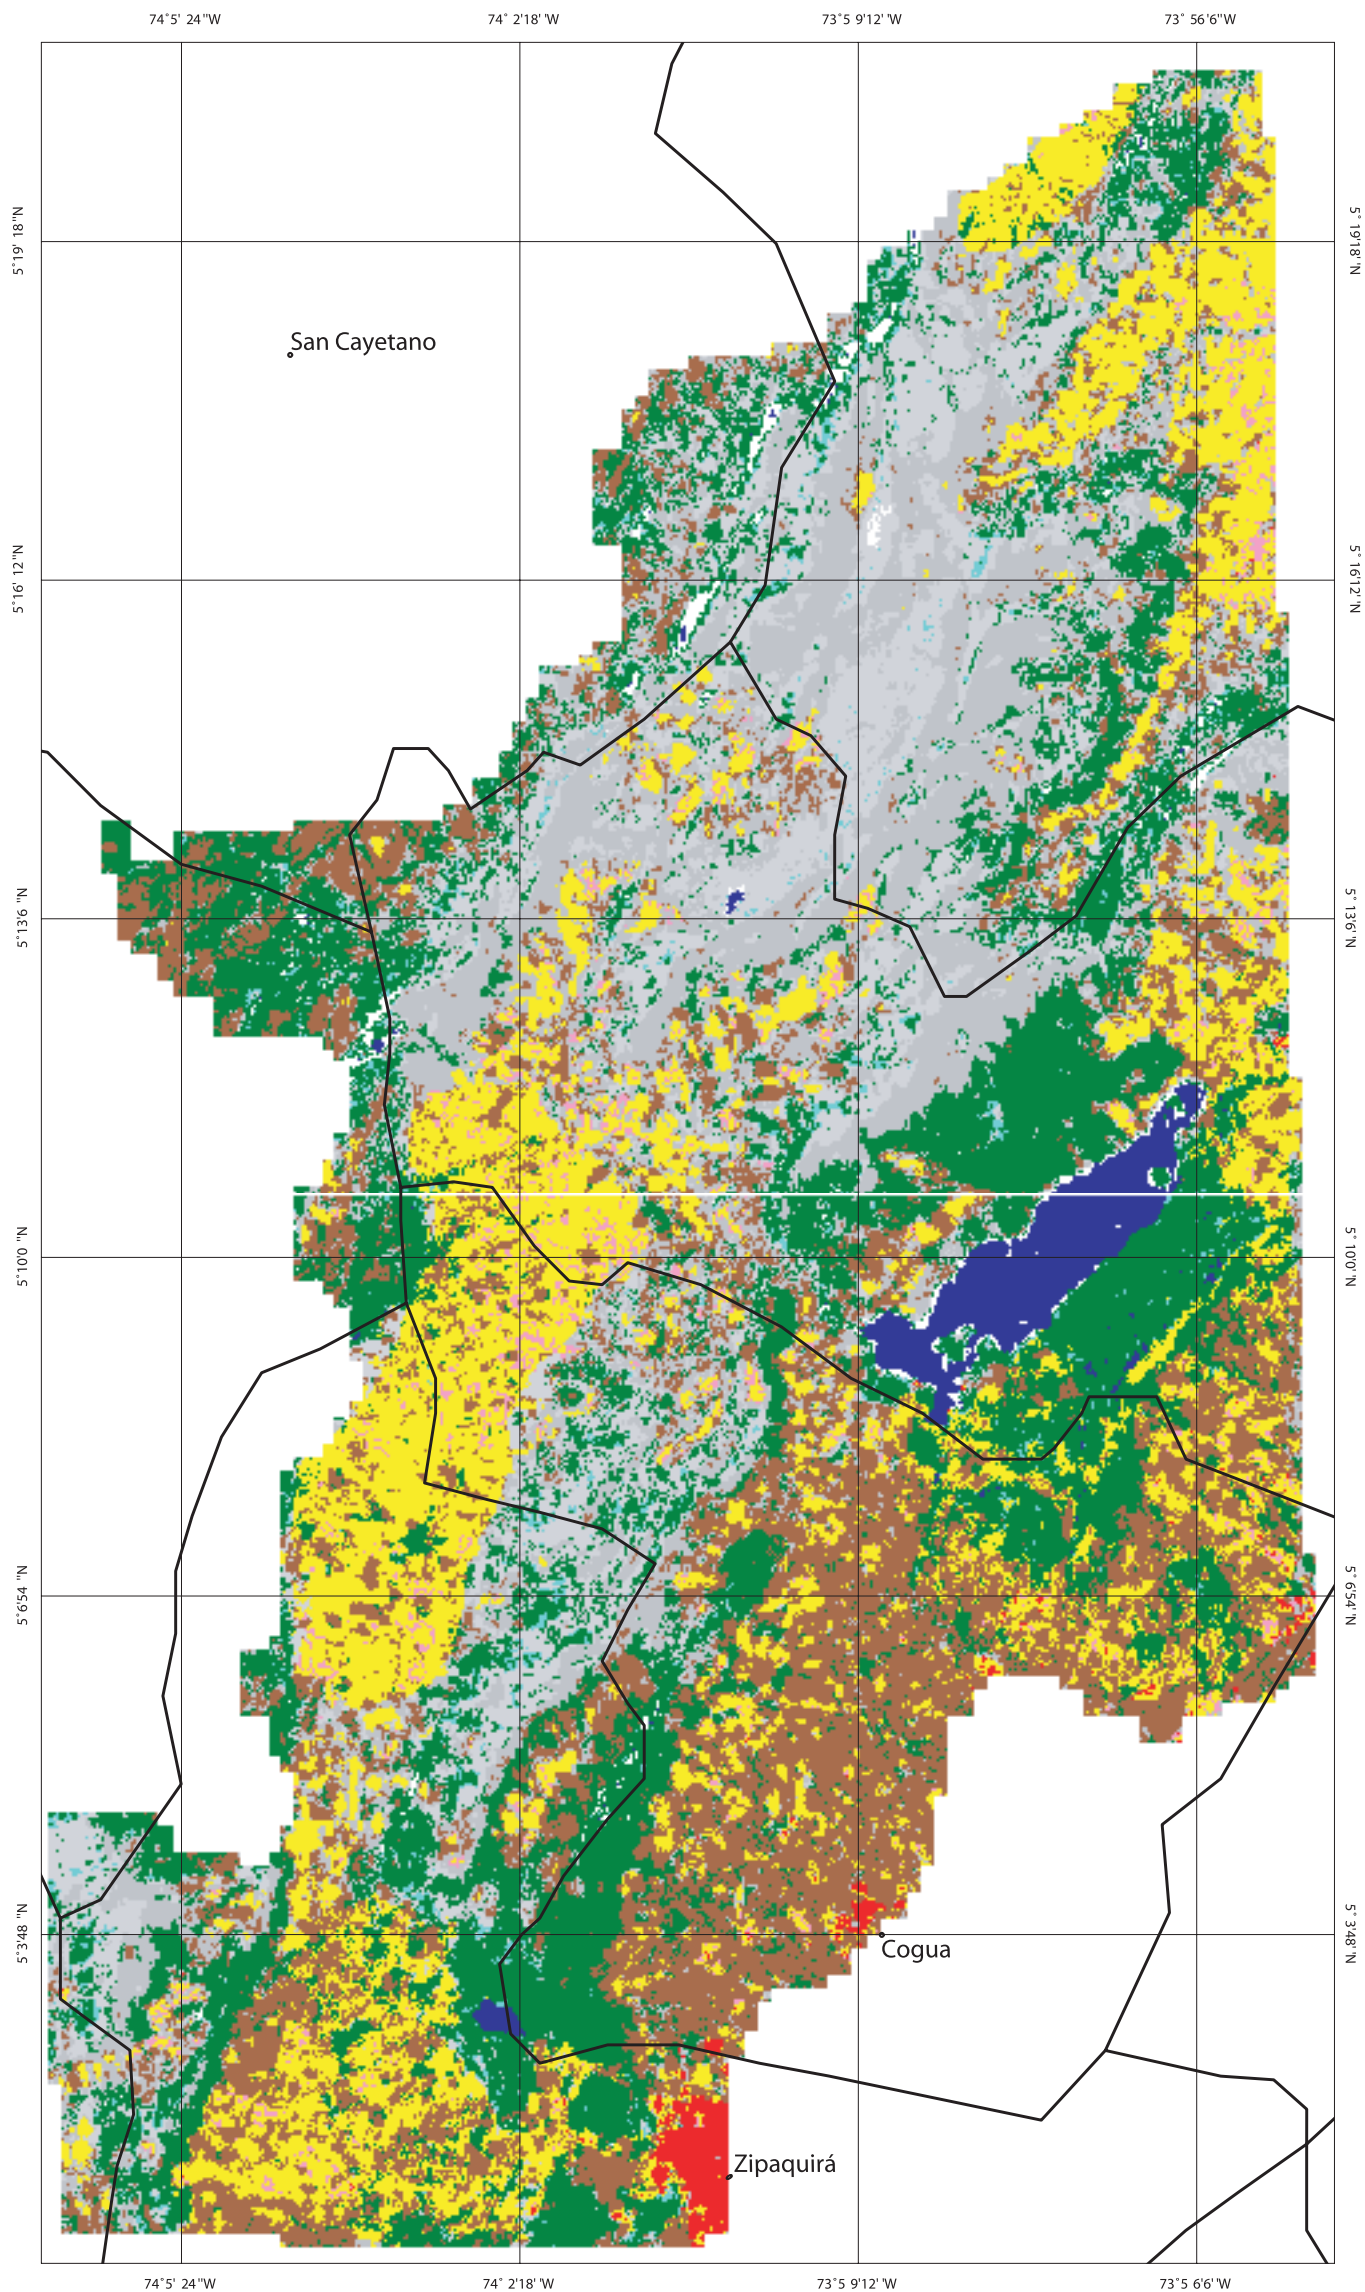 74˚5' 24''W
74˚ 2'18''W
73˚5 9'12''W
73˚ 56'6''W
5˚19' 18''N
5˚ 19'18''N
San Cayetano
5˚16' 12''N
5˚ 16'12''N
5˚13'6 ''N
5˚ 13'6''N
5˚10'0 ''N
5˚ 10'0''N
5˚6'54 ''N
5˚ 6'54''N
5˚3'48 ''N
5˚ 3'48''N
Cogua
Zipaquirá
74˚5' 24''W
74˚ 2'18''W
73˚5 9'12''W
73˚5 6'6''W